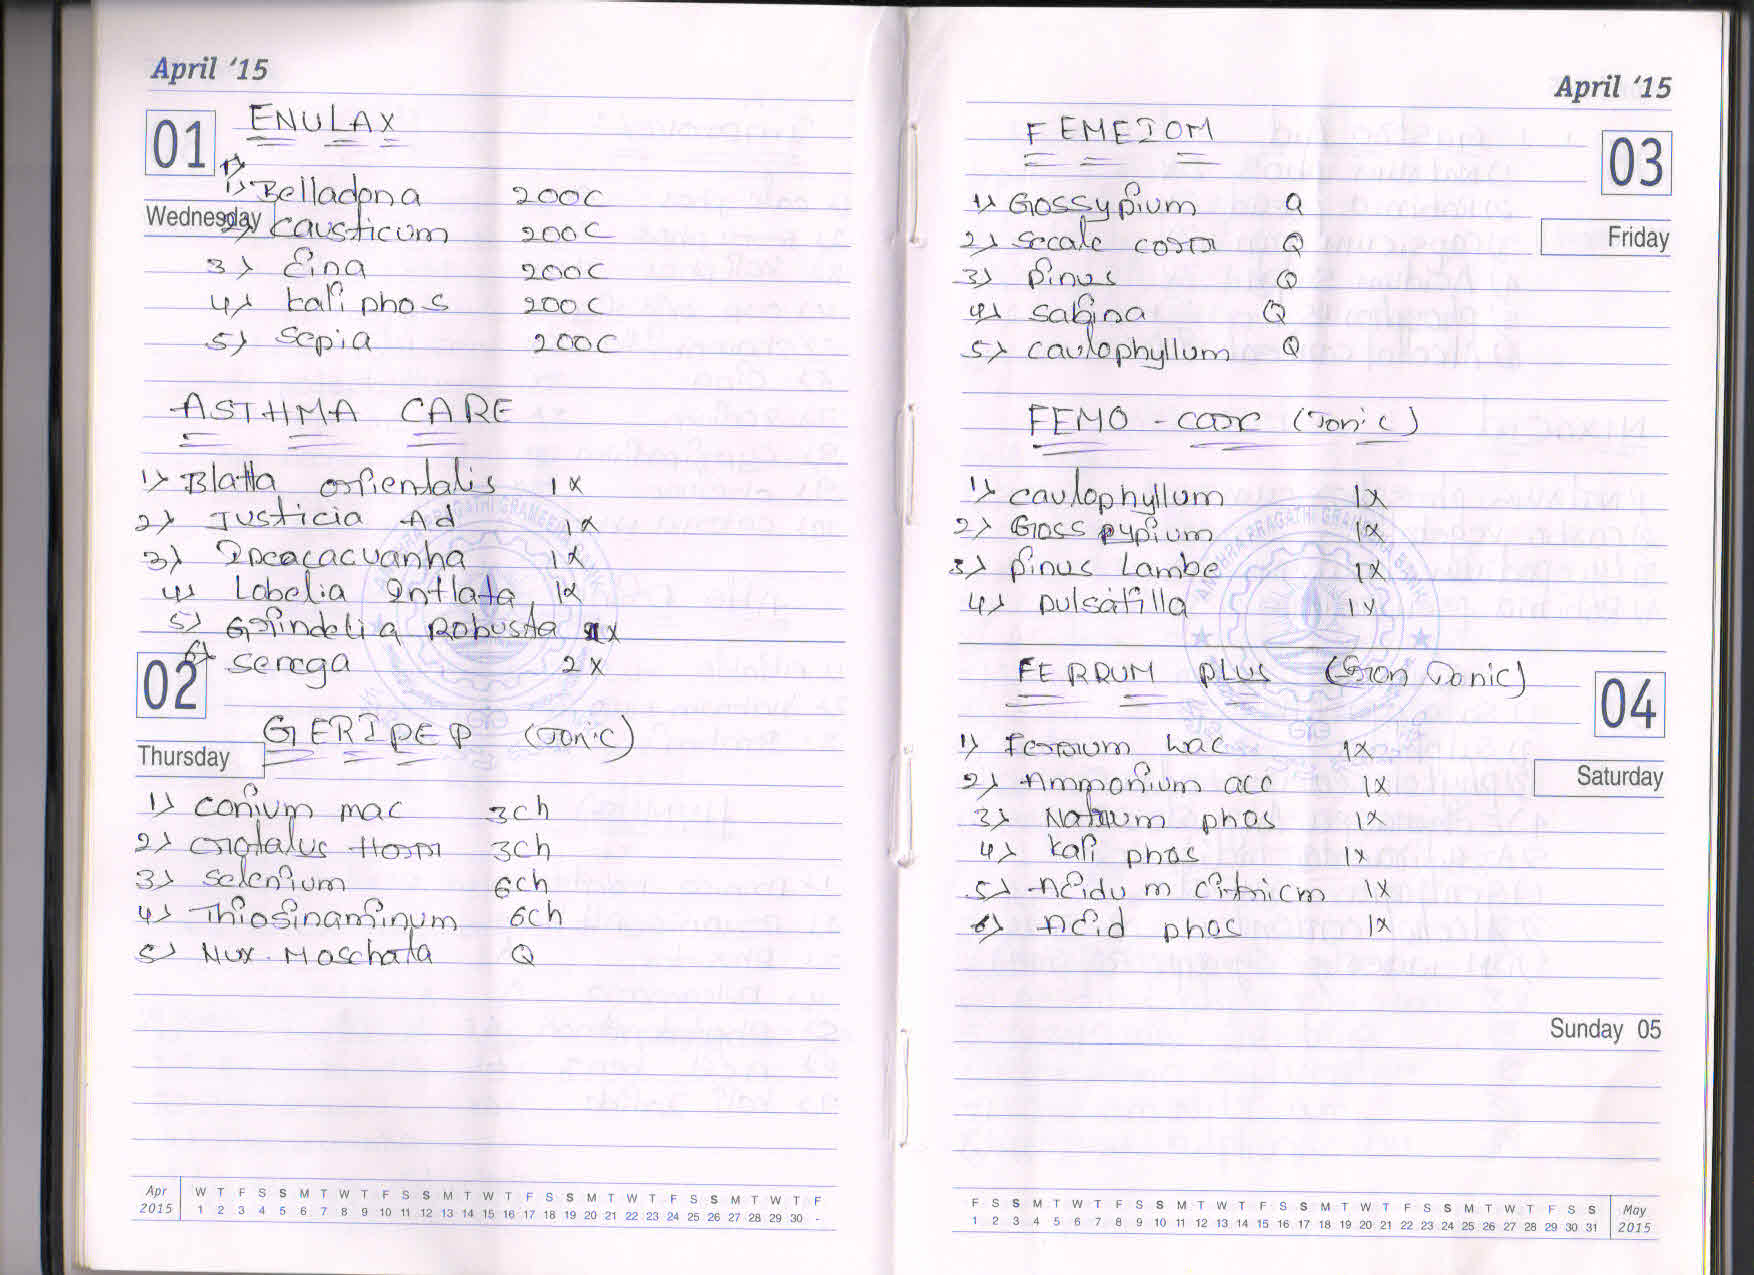 April '15
01
ENULAX
1) Belladona 200C
Wednesday
2) Causticum 200C
3) Cina 200C
4) kali phos 200C
5) Sepia 200C
ASTHMA CARE
1) Blatta orientalis 1X
2) Justicia Ad 1X
3) Ipecacacuanha 1X
4) Lobelia Inflata 1X
5) Grindelia Robusta 1X
6) Senega 2X
02
Thursday
GERIPEP (Tonic)
1) Conium mac 3ch
2) Crotalus Horri 3ch
3) Selenium 6ch
4) Thiosinaminum 6ch
5) Nux. Moschata Q
Apr W T F S S M T W T F S S M T W T F S S M T W T F S S M T W T F
2015 1 2 3 4 5 6 7 8 9 10 11 12 13 14 15 16 17 18 19 20 21 22 23 24 25 26 27 28 29 30 -
April '15
03
Friday
FEMETOM
1) Gossypium Q
2) Secale corn Q
3) Pinus Q
4) Sabina Q
5) Caulophyllum Q
FEMO - CARE (Tonic)
1) Caulophyllum 1X
2) Gosspypium 1X
3) Pinus Lambe 1X
4) Pulsatilla 1X
04
Saturday
FERRUM PLUS (Iron Tonic)
1) Ferrum Lac 1X
2) Ammonium acc 1X
3) Natrum phos 1X
4) kali phos 1X
5) Acidum citricm 1X
6) Acid phos 1X
Sunday 05
F S S M T W T F S S M T W T F S S M T W T F S S M T W T F S S May
1 2 3 4 5 6 7 8 9 10 11 12 13 14 15 16 17 18 19 20 21 22 23 24 25 26 27 28 29 30 31 2015